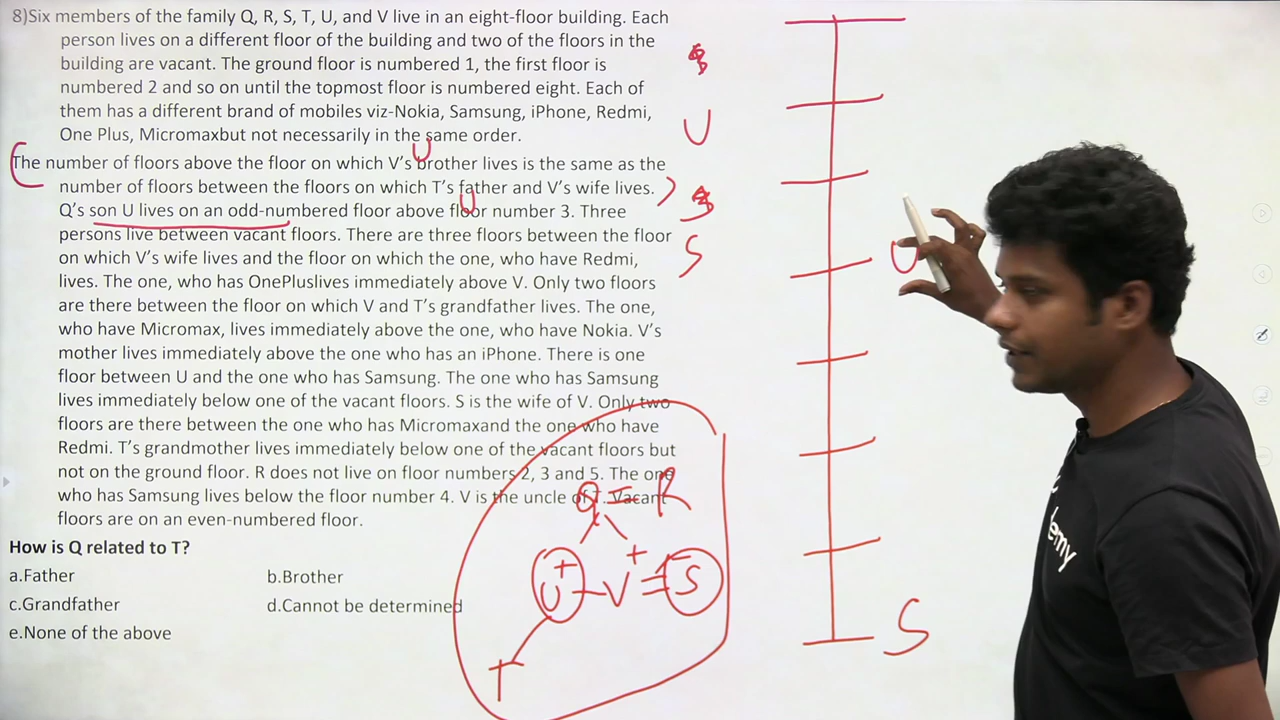 8)Six members of the family Q, R, S, T, U, and V live in an eight-floor building. Each
person lives on a different floor of the building and two of the floors in the
building are vacant. The ground floor is numbered 1, the first floor is
numbered 2 and so on until the topmost floor is numbered eight. Each of
them has a different brand of mobiles viz-Nokia, Samsung, iPhone, Redmi,
One Plus, Micromaxbut not necessarily in the same order.
The number of floors above the floor on which V's brother lives is the same as the
number of floors between the floors on which T's father and V's wife lives.
Q's son U lives on an odd-numbered floor above floor number 3. Three
persons live between vacant floors. There are three floors between the floor
on which V's wife lives and the floor on which the one, who have Redmi,
lives. The one, who has OnePluslives immediately above V. Only two floors
are there between the floor on which V and T's grandfather lives. The one,
who have Micromax, lives immediately above the one, who have Nokia. V's
mother lives immediately above the one who has an iPhone. There is one
floor between U and the one who has Samsung. The one who has Samsung
lives immediately below one of the vacant floors. S is the wife of V. Only two
floors are there between the one who has Micromaxand the one who have
Redmi. T's grandmother lives immediately below one of the vacant floors but
not on the ground floor. R does not live on floor numbers 2, 3 and 5. The one
who has Samsung lives below the floor number 4. V is the uncle of T. Vacant
floors are on an even-numbered floor.
How is Q related to T?
a.Father
b.Brother
c.Grandfather
d.Cannot be determined
e.None of the above
U
U
U
S
Q = R
+
U - V = S
+
-
T
U
S
demy